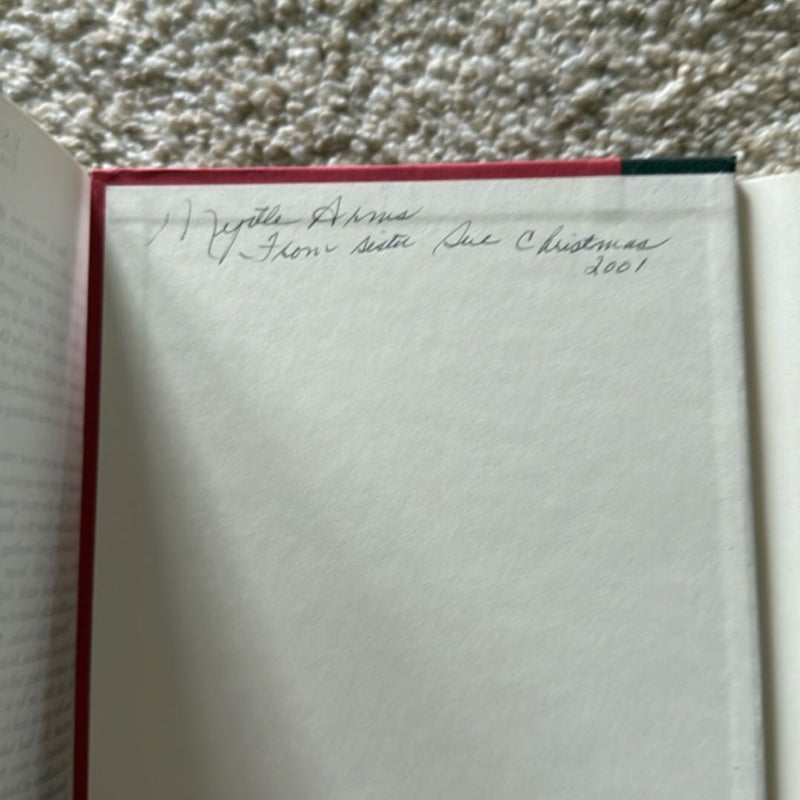 Myrtle Arms
From sister Sue Christmas
2001